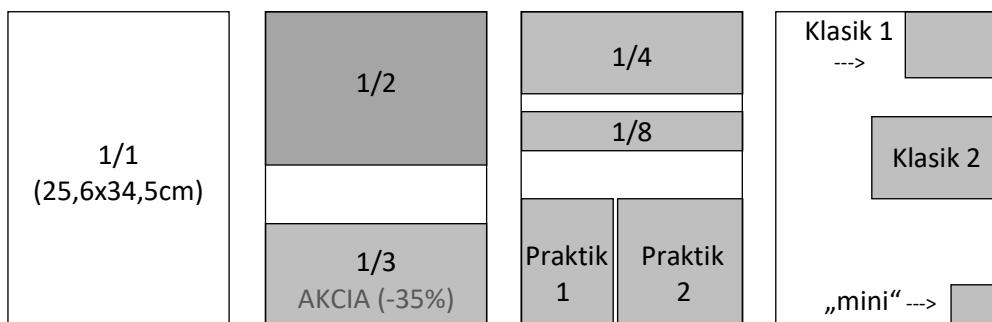 1/1
(25,6x34,5cm)
1/2
1/3
AKCIA (-35%)
1/4
1/8
Praktik
1
Praktik
2
Klasik 1
--->
Klasik 2
„mini“ --->